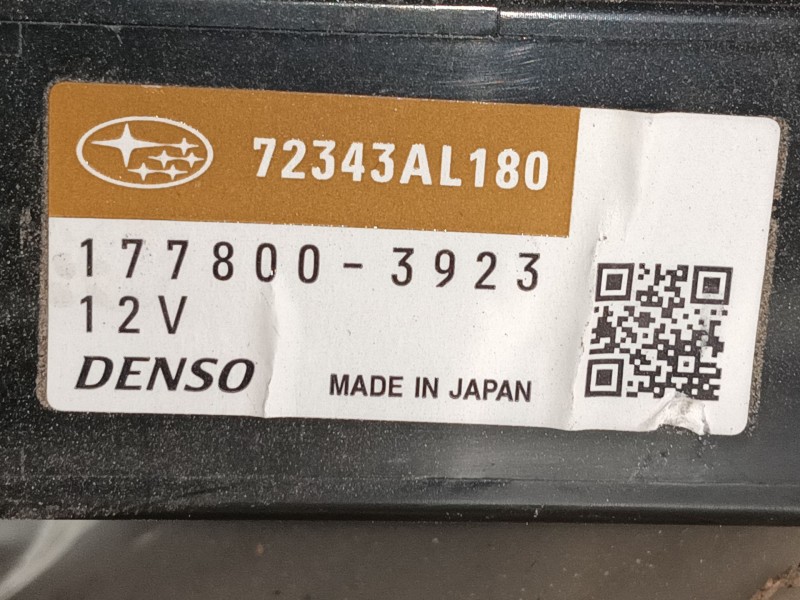 72343AL180
177800-3923
12V
DENSO
MADE IN JAPAN